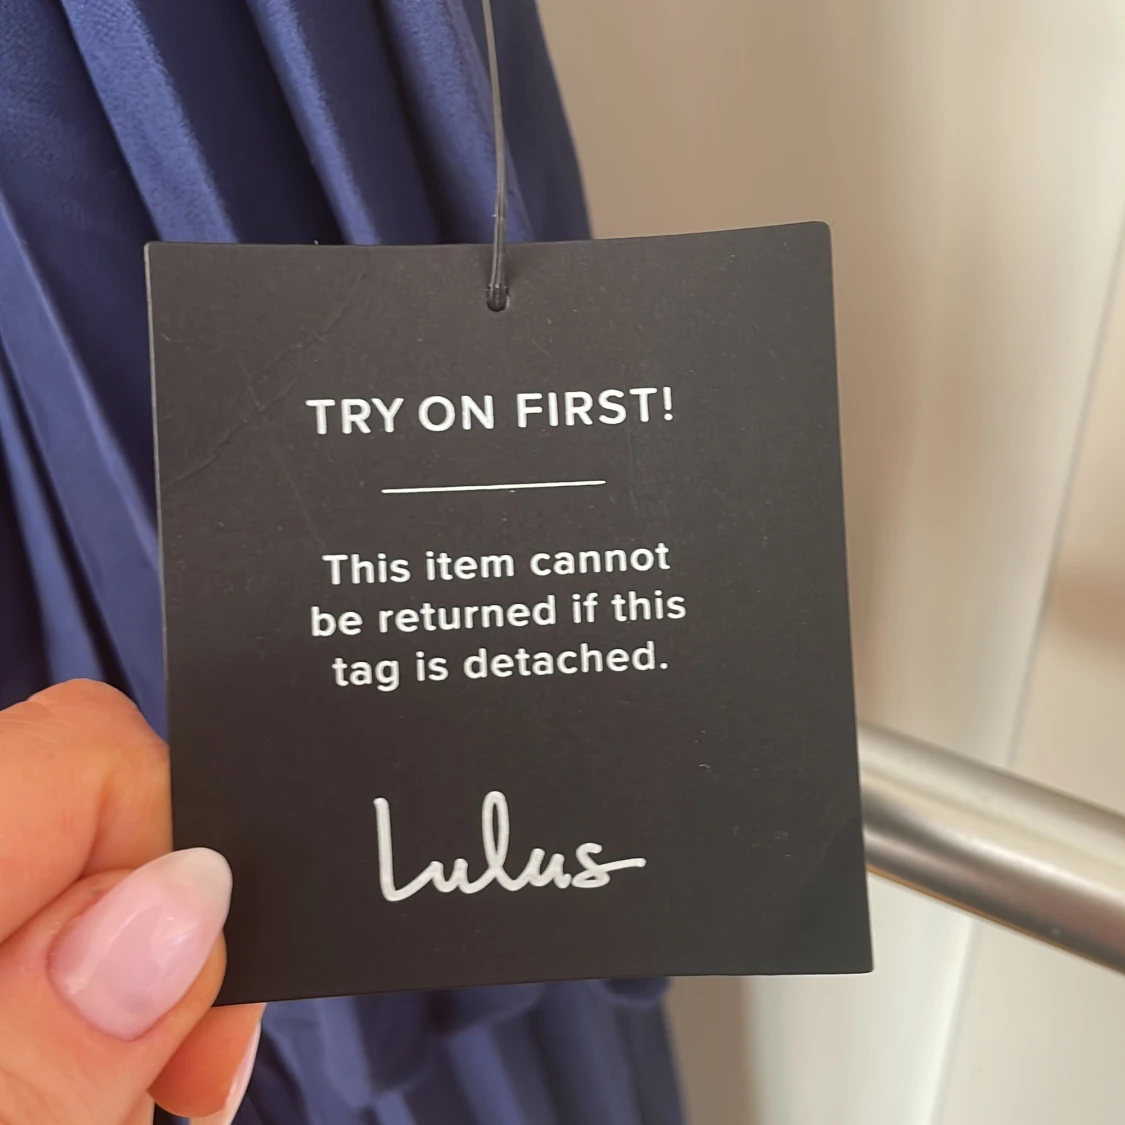 TRY ON FIRST!
This item cannot
be returned if this
tag is detached.
Lulus